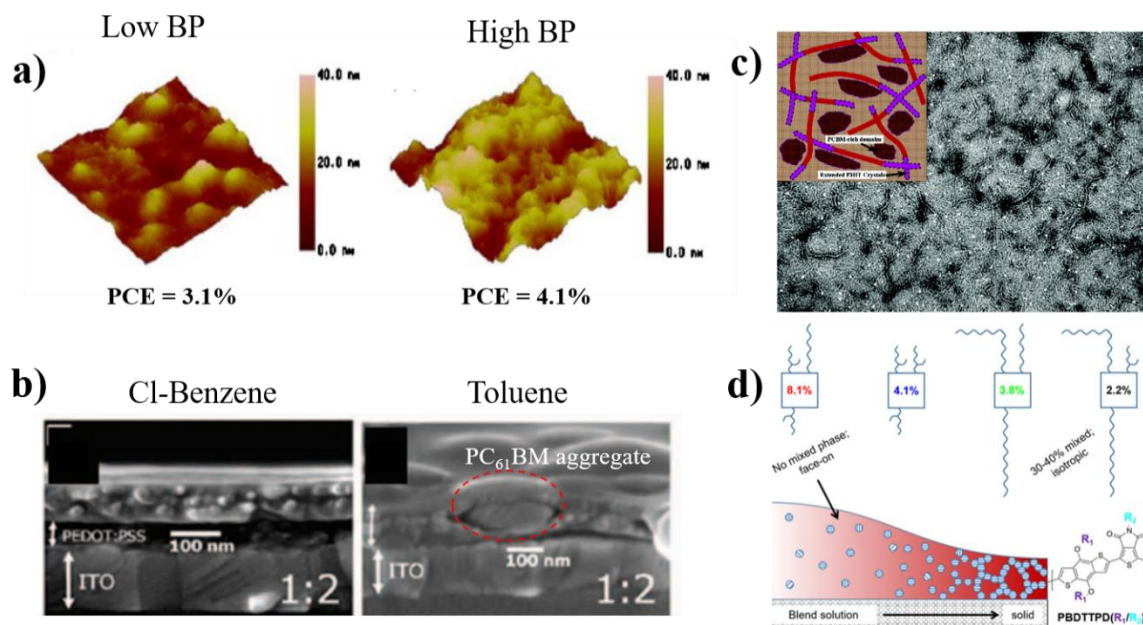 Low BP
High BP
a)
40.0 nm
20.0 nm
0.0 nm
40.0 nm
20.0 nm
0.0 nm
PCE = 3.1%
PCE = 4.1%
c)
PCBM-rich domains
Extended P3HT Crystals
b)
Cl-Benzene
Toluene
PEDOT:PSS
100 nm
ITO
1:2
PC₆₁BM aggregate
100 nm
ITO
1:2
d)
8.1%
4.1%
3.8%
2.2%
No mixed phase;
face-on
30-40% mixed;
isotropic
Blend solution
solid
R₁
R₁
O
O
S
S
S
O
N
PBDTTPD(R₁/R₂)